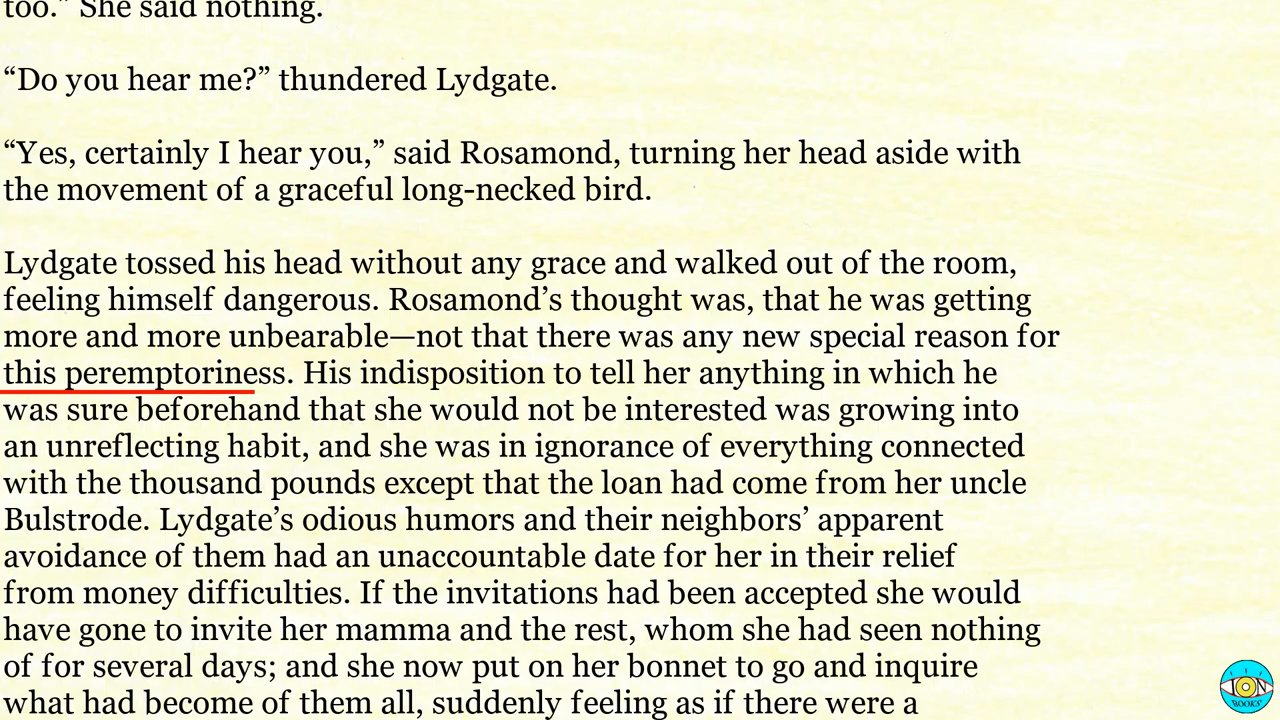 too.” She said nothing.
“Do you hear me?” thundered Lydgate.
“Yes, certainly I hear you,” said Rosamond, turning her head aside with
the movement of a graceful long-necked bird.
Lydgate tossed his head without any grace and walked out of the room,
feeling himself dangerous. Rosamond’s thought was, that he was getting
more and more unbearable—not that there was any new special reason for
this peremptoriness. His indisposition to tell her anything in which he
was sure beforehand that she would not be interested was growing into
an unreflecting habit, and she was in ignorance of everything connected
with the thousand pounds except that the loan had come from her uncle
Bulstrode. Lydgate’s odious humors and their neighbors’ apparent
avoidance of them had an unaccountable date for her in their relief
from money difficulties. If the invitations had been accepted she would
have gone to invite her mamma and the rest, whom she had seen nothing
of for several days; and she now put on her bonnet to go and inquire
what had become of them all, suddenly feeling as if there were a
ION
BOOKS